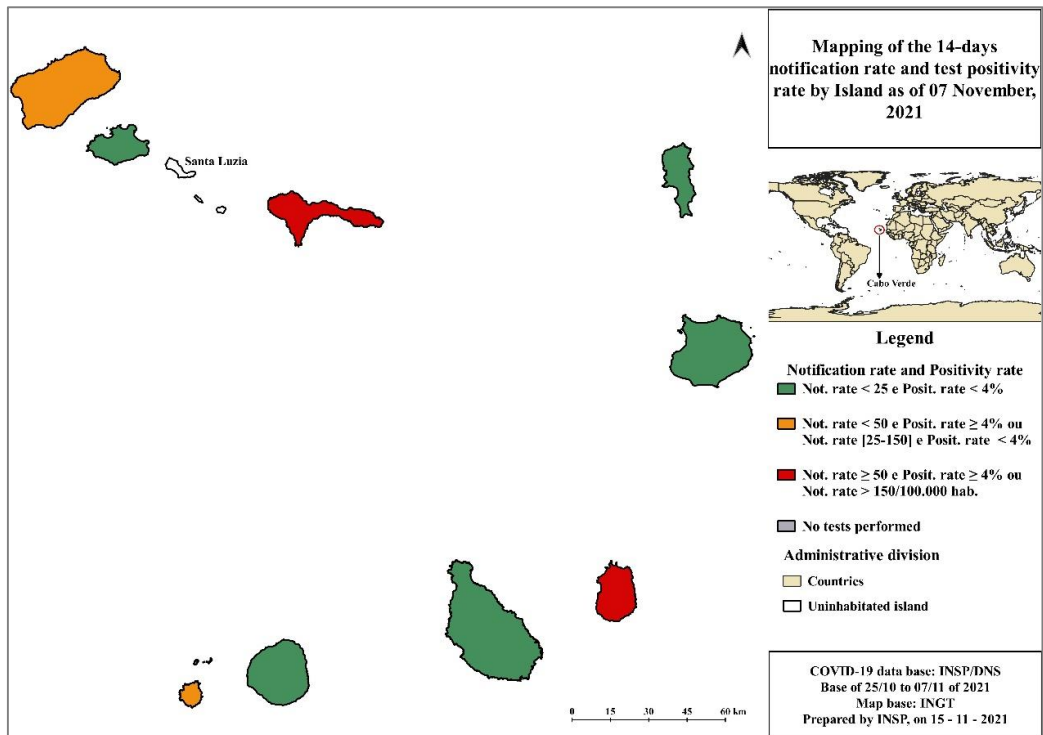 Mapping of the 14-days
notification rate and test positivity
rate by Island as of 07 November,
2021
Santa Luzia
Cabo Verde
Legend
Notification rate and Positivity rate
Not. rate < 25 e Posit. rate < 4%
Not. rate < 50 e Posit. rate ≥ 4% ou
Not. rate [25-150] e Posit. rate < 4%
Not. rate ≥ 50 e Posit. rate ≥ 4% ou
Not. rate > 150/100.000 hab.
No tests performed
Administrative division
Countries
Uninhabitated island
0 15 30 45 60 km
COVID-19 data base: INSP/DNS
Base of 25/10 to 07/11 of 2021
Map base: INGT
Prepared by INSP, on 15 - 11 - 2021